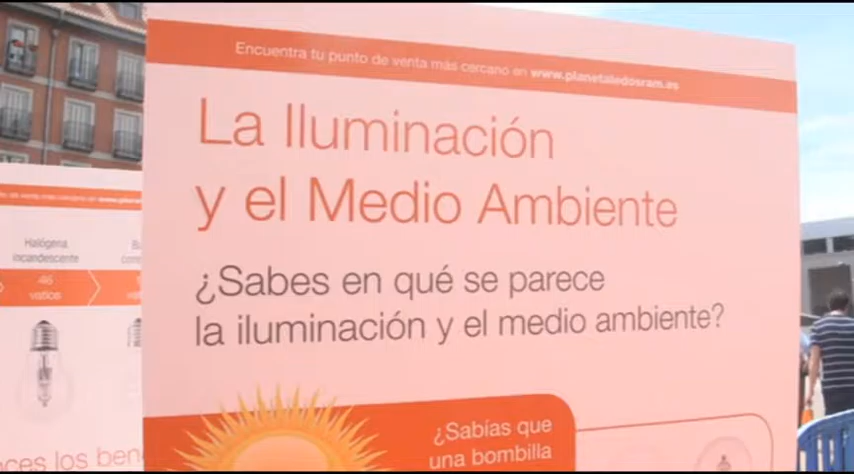 Encuentra tu punto de venta más cercano en www.planetaledosram.es
La Iluminación
y el Medio Ambiente
¿Sabes en qué se parece
la iluminación y el medio ambiente?
¿Sabías que
una bombilla
Halógena
incandescente
46
vatios